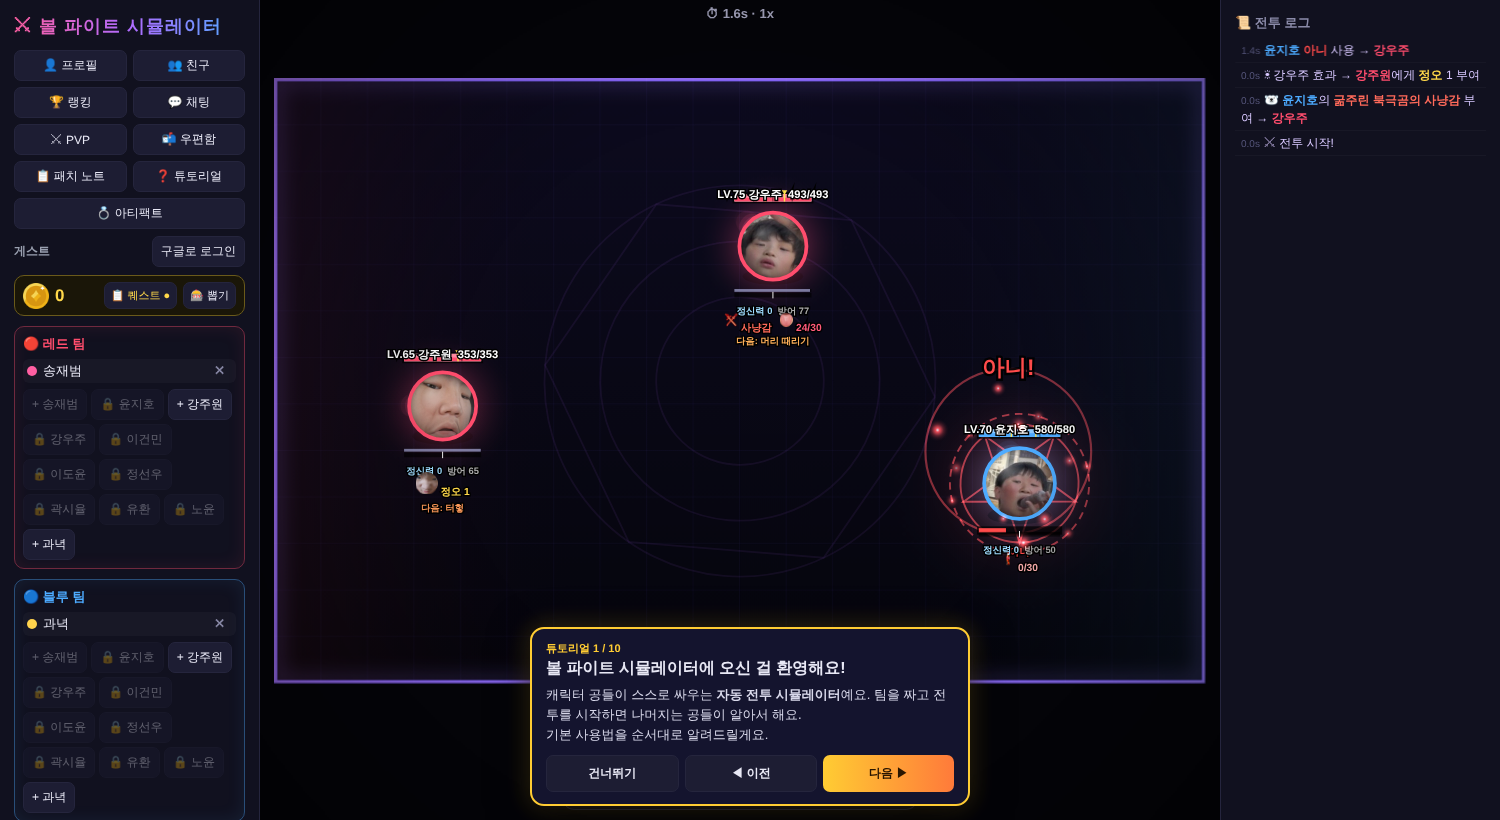 볼 파이트 시뮬레이터
프로필
친구
랭킹
채팅
PVP
우편함
패치 노트
튜토리얼
아티팩트
게스트
구글로 로그인
0
퀘스트
뽑기
레드 팀
송재범 ✕
+ 송재범
윤지호
+ 강주원
강우주
이건민
이도윤
정선우
곽시율
유환
노윤
+ 과녁
블루 팀
과녁 ✕
+ 송재범
윤지호
+ 강주원
강우주
이건민
이도윤
정선우
곽시율
유환
노윤
+ 과녁
1.6s · 1x
LV.75 강우주 493/493
정신력 0 방어 77
사냥감 24/30
다음: 머리 때리기
LV.65 강주원 353/353
정신력 0 방어 65
정오 1
다음: 터헣
아니!
LV.70 윤지호 580/580
정신력 0 방어 50
0/30
튜토리얼 1 / 10
볼 파이트 시뮬레이터에 오신 걸 환영해요!
캐릭터 공들이 스스로 싸우는 자동 전투 시뮬레이터예요. 팀을 짜고 전
투를 시작하면 나머지는 공들이 알아서 해요.
기본 사용법을 순서대로 알려드릴게요.
건너뛰기
◀ 이전
다음 ▶
전투 로그
1.4s 윤지호 아니 사용 → 강우주
0.0s 강우주 효과 → 강주원에게 정오 1 부여
0.0s 윤지호의 굶주린 북극곰의 사냥감 부
여 → 강우주
0.0s 전투 시작!